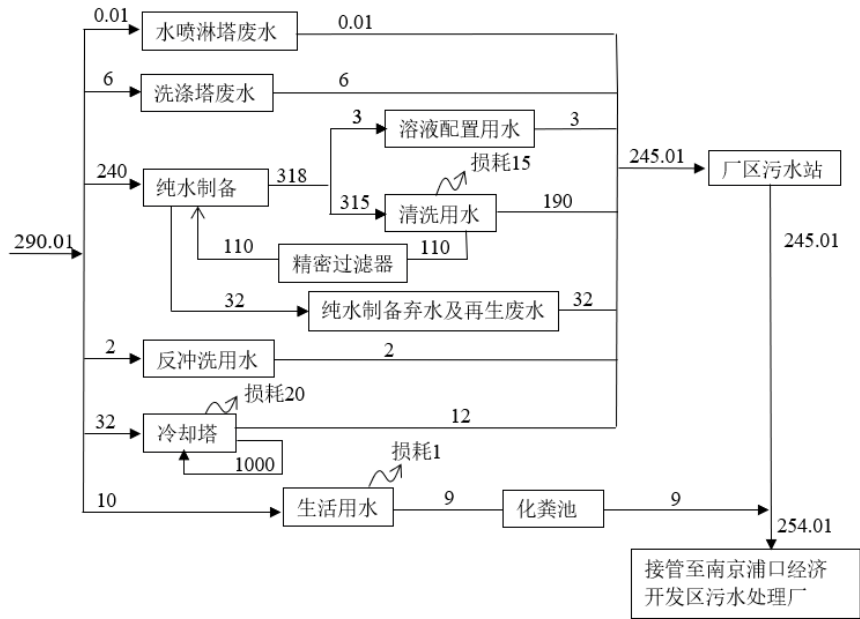 0.01
水喷淋塔废水
0.01
6
洗涤塔废水
6
3
溶液配置用水
3
240
纯水制备
318
损耗15
315
清洗用水
190
245.01
厂区污水站
290.01
110
精密过滤器
110
245.01
32
纯水制备弃水及再生废水
32
2
反冲洗用水
2
损耗20
32
冷却塔
12
1000
损耗1
10
生活用水
9
化粪池
9
254.01
接管至南京浦口经济
开发区污水处理厂